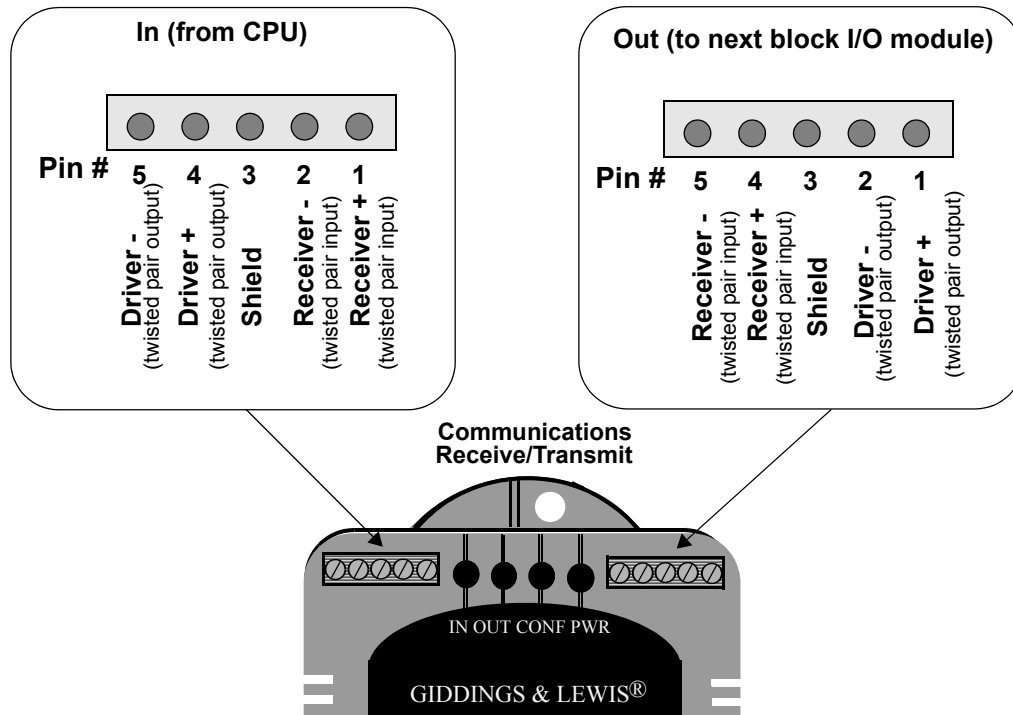 In (from CPU)
Pin # 5 4 3 2 1
Driver -
(twisted pair output)
Driver +
(twisted pair output)
Shield
Receiver -
(twisted pair input)
Receiver +
(twisted pair input)
Out (to next block I/O module)
Pin # 5 4 3 2 1
Receiver -
(twisted pair input)
Receiver +
(twisted pair input)
Shield
Driver -
(twisted pair output)
Driver +
(twisted pair output)
Communications
Receive/Transmit
IN OUT CONF PWR
GIDDINGS & LEWIS®